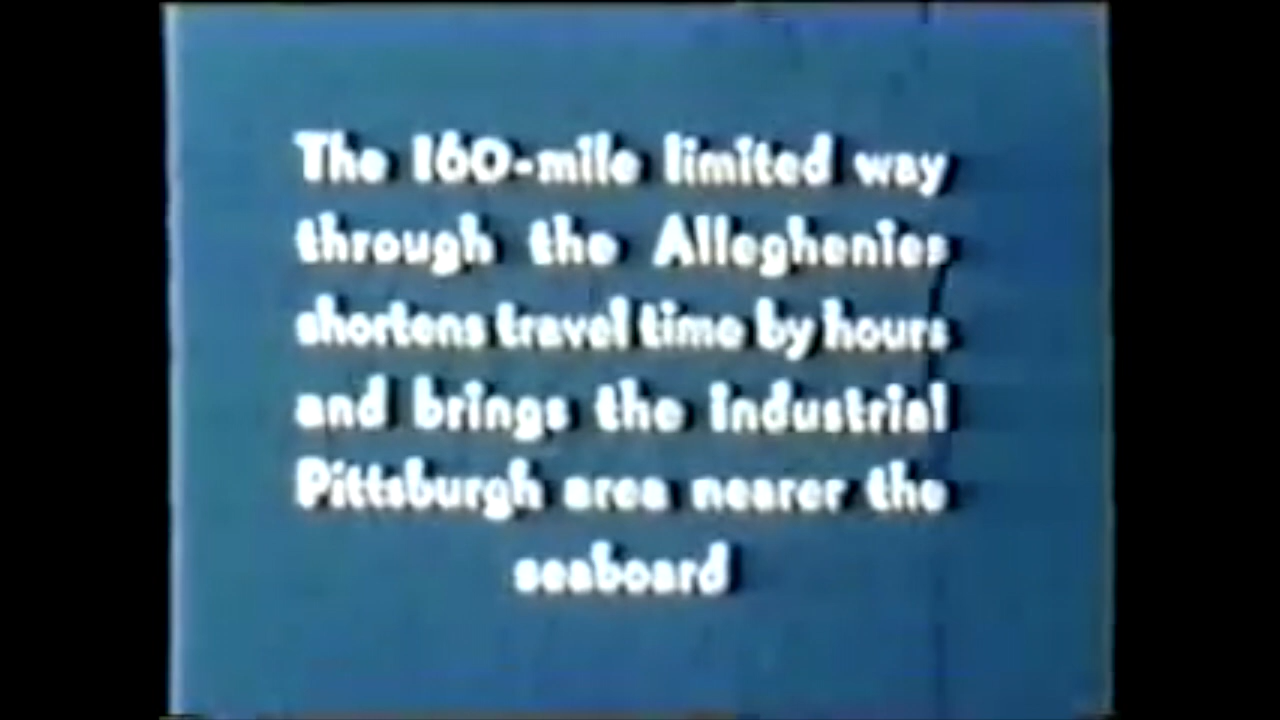 The 160-mile limited way
through the Alleghenies
shortens travel time by hours
and brings the industrial
Pittsburgh area nearer the
seaboard